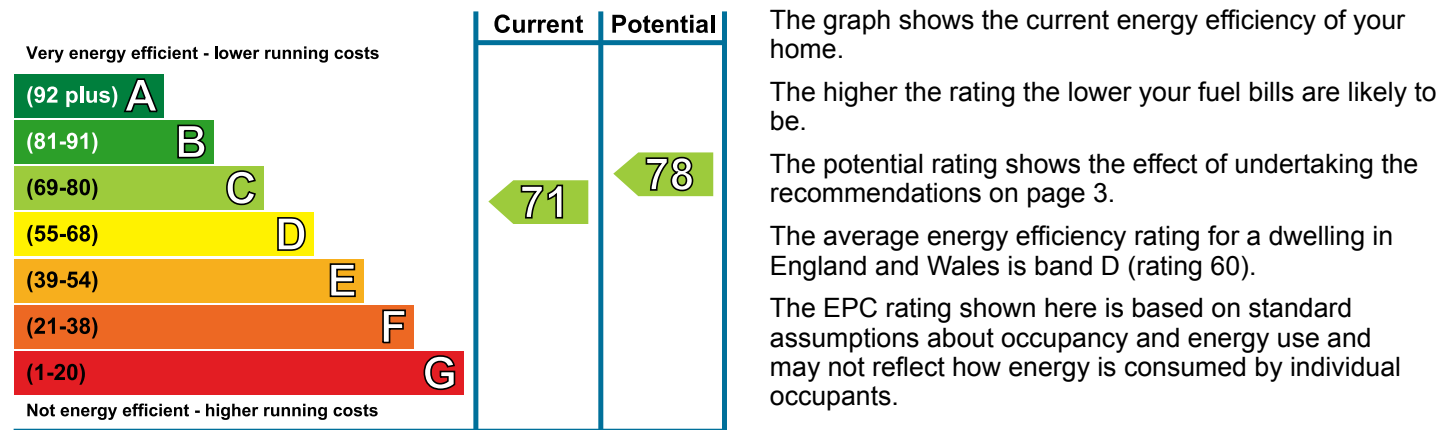 Current Potential
Very energy efficient - lower running costs
(92 plus) A
(81-91) B
(69-80) C
(55-68) D
(39-54) E
(21-38) F
(1-20) G
Not energy efficient - higher running costs
71
78
The graph shows the current energy efficiency of your
home.
The higher the rating the lower your fuel bills are likely to
be.
The potential rating shows the effect of undertaking the
recommendations on page 3.
The average energy efficiency rating for a dwelling in
England and Wales is band D (rating 60).
The EPC rating shown here is based on standard
assumptions about occupancy and energy use and
may not reflect how energy is consumed by individual
occupants.